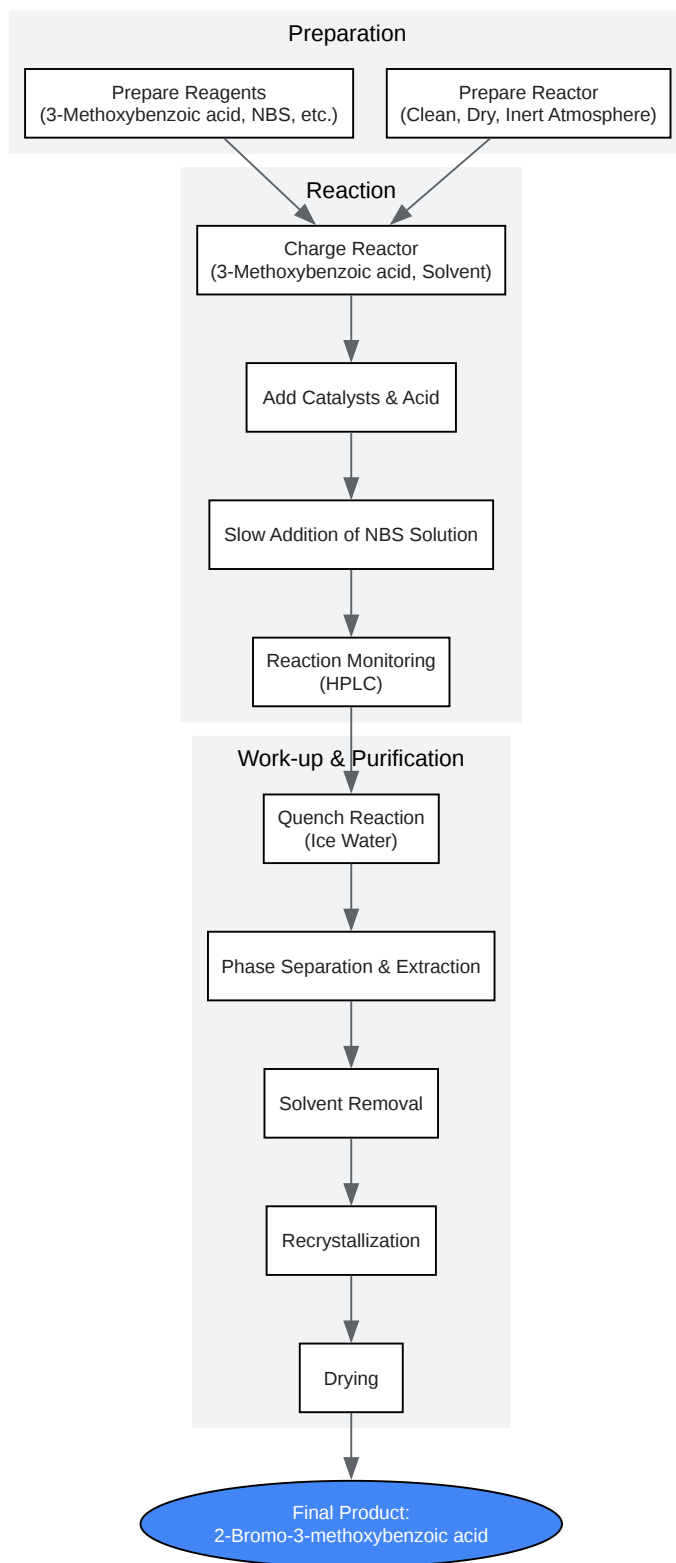 Preparation
Prepare Reagents
(3-Methoxybenzoic acid, NBS, etc.)
Prepare Reactor
(Clean, Dry, Inert Atmosphere)
Reaction
Charge Reactor
(3-Methoxybenzoic acid, Solvent)
Add Catalysts & Acid
Slow Addition of NBS Solution
Reaction Monitoring
(HPLC)
Work-up & Purification
Quench Reaction
(Ice Water)
Phase Separation & Extraction
Solvent Removal
Recrystallization
Drying
Final Product:
2-Bromo-3-methoxybenzoic acid